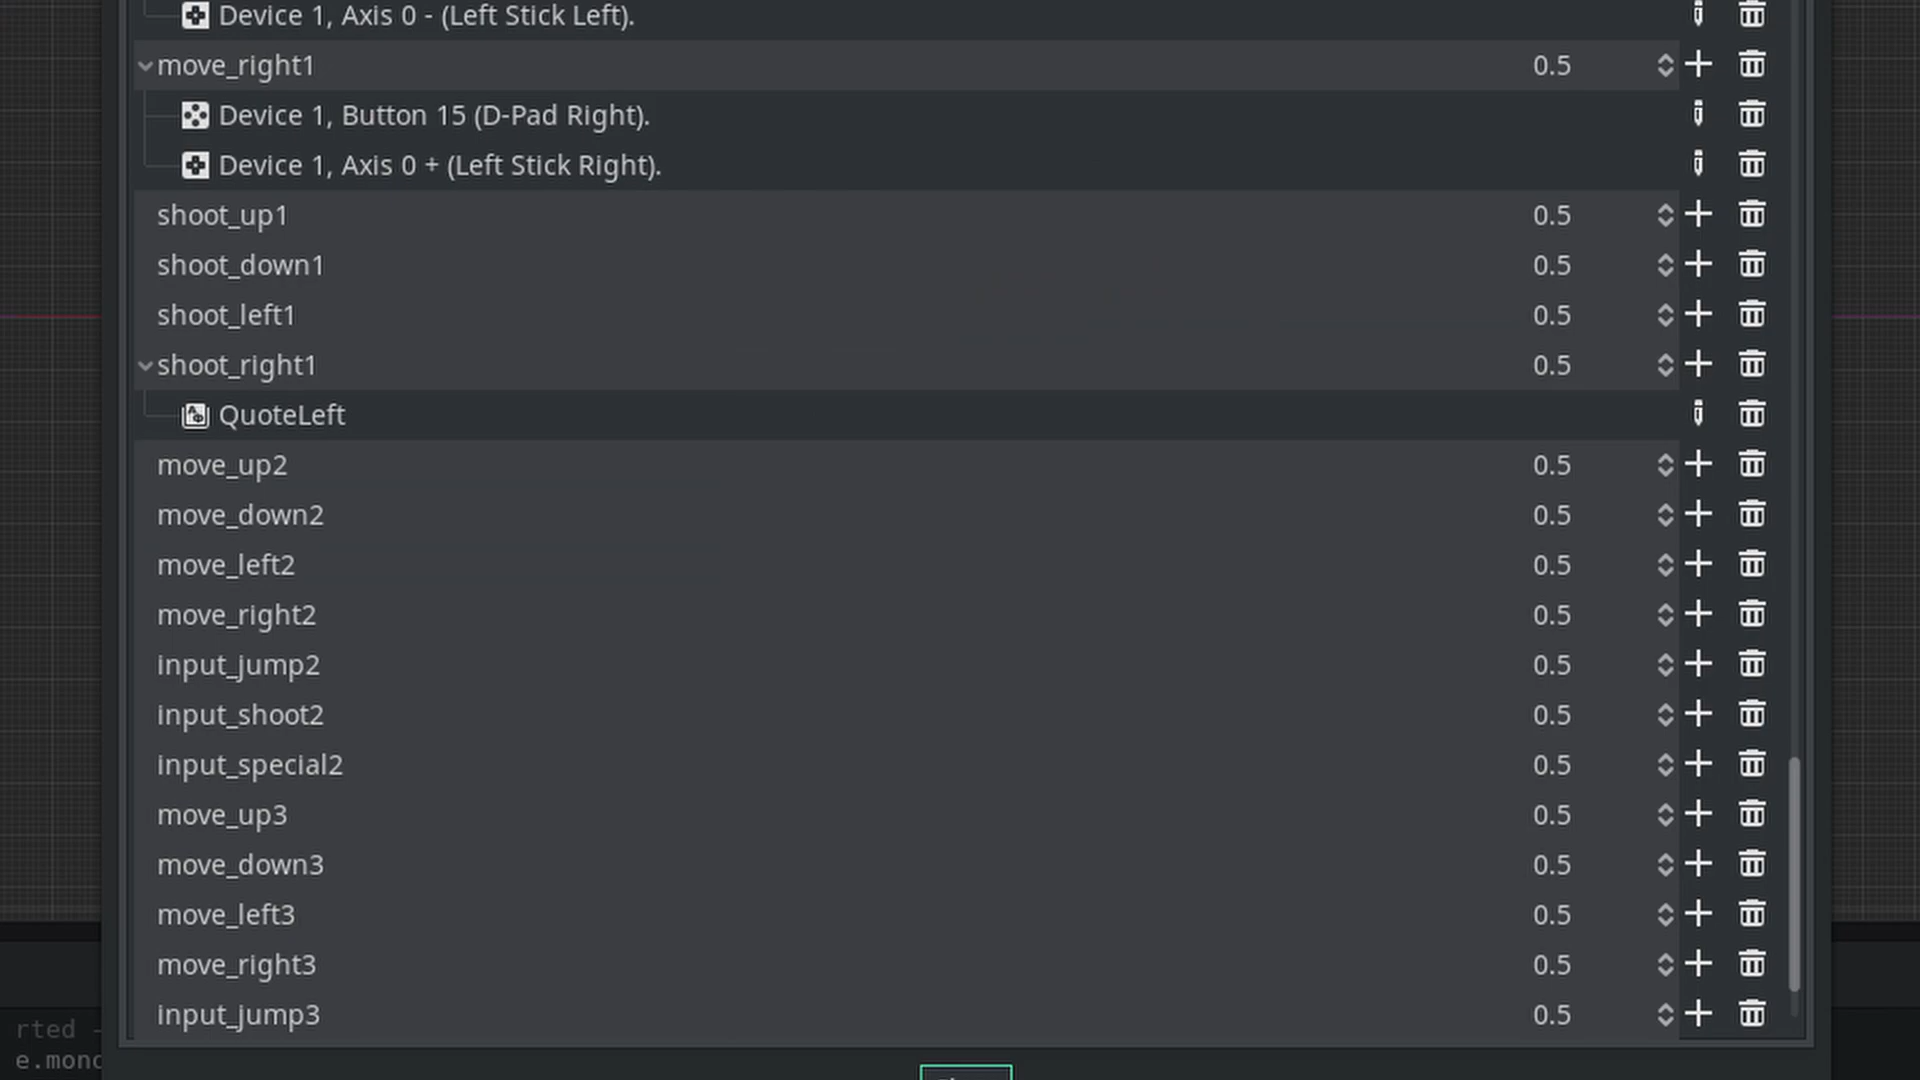 Device 1, Axis 0 - (Left Stick Left).
move_right1 0.5
Device 1, Button 15 (D-Pad Right).
Device 1, Axis 0 + (Left Stick Right).
shoot_up1 0.5
shoot_down1 0.5
shoot_left1 0.5
shoot_right1 0.5
QuoteLeft
move_up2 0.5
move_down2 0.5
move_left2 0.5
move_right2 0.5
input_jump2 0.5
input_shoot2 0.5
input_special2 0.5
move_up3 0.5
move_down3 0.5
move_left3 0.5
move_right3 0.5
input_jump3 0.5
rted -
e.mono